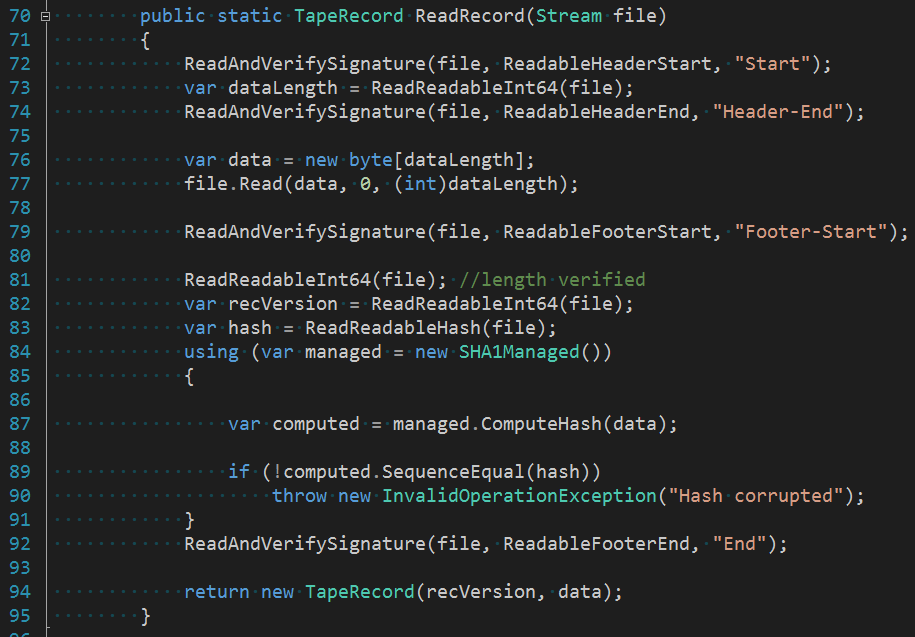 70 public static TapeRecord ReadRecord(Stream file)
71 {
72 ReadAndVerifySignature(file, ReadableHeaderStart, "Start");
73 var dataLength = ReadReadableInt64(file);
74 ReadAndVerifySignature(file, ReadableHeaderEnd, "Header-End");
75
76 var data = new byte[dataLength];
77 file.Read(data, 0, (int)dataLength);
78
79 ReadAndVerifySignature(file, ReadableFooterStart, "Footer-Start");
80
81 ReadReadableInt64(file); //length verified
82 var recVersion = ReadReadableInt64(file);
83 var hash = ReadReadableHash(file);
84 using (var managed = new SHA1Managed())
85 {
86
87 var computed = managed.ComputeHash(data);
88
89 if (!computed.SequenceEqual(hash))
90 throw new InvalidOperationException("Hash corrupted");
91 }
92 ReadAndVerifySignature(file, ReadableFooterEnd, "End");
93
94 return new TapeRecord(recVersion, data);
95 }